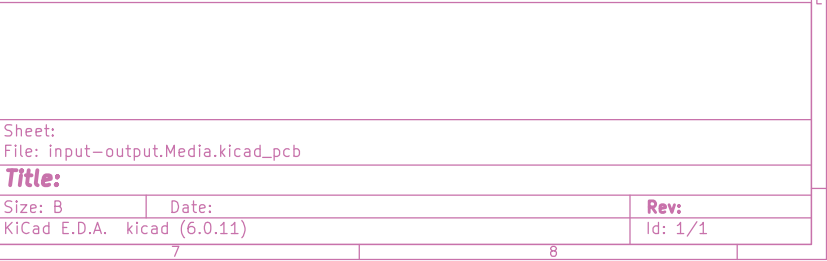 Sheet:
File: input-output.Media.kicad_pcb
Title:
Size: B Date: Rev:
KiCad E.D.A. kicad (6.0.11) Id: 1/1
7 8